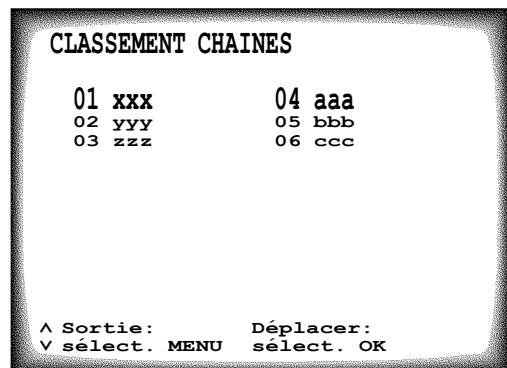 CLASSEMENT CHAINES
01 xxx 04 aaa
02 yyy 05 bbb
03 zzz 06 ccc
∧ Sortie: Déplacer:
∨ sélect. MENU sélect. OK